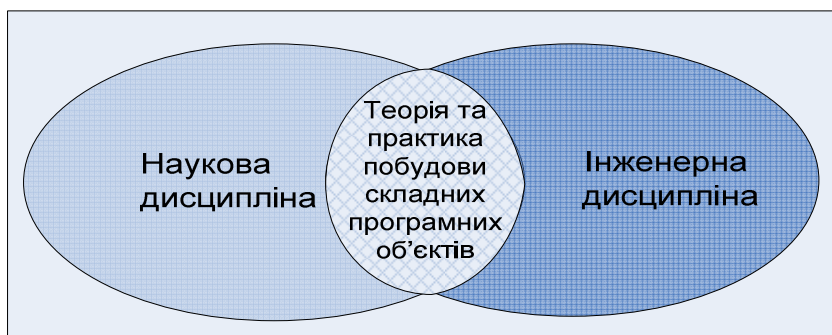 Наукова
дисципліна
Теорія та
практика
побудови
складних
програмних
об’єктів
Інженерна
дисципліна